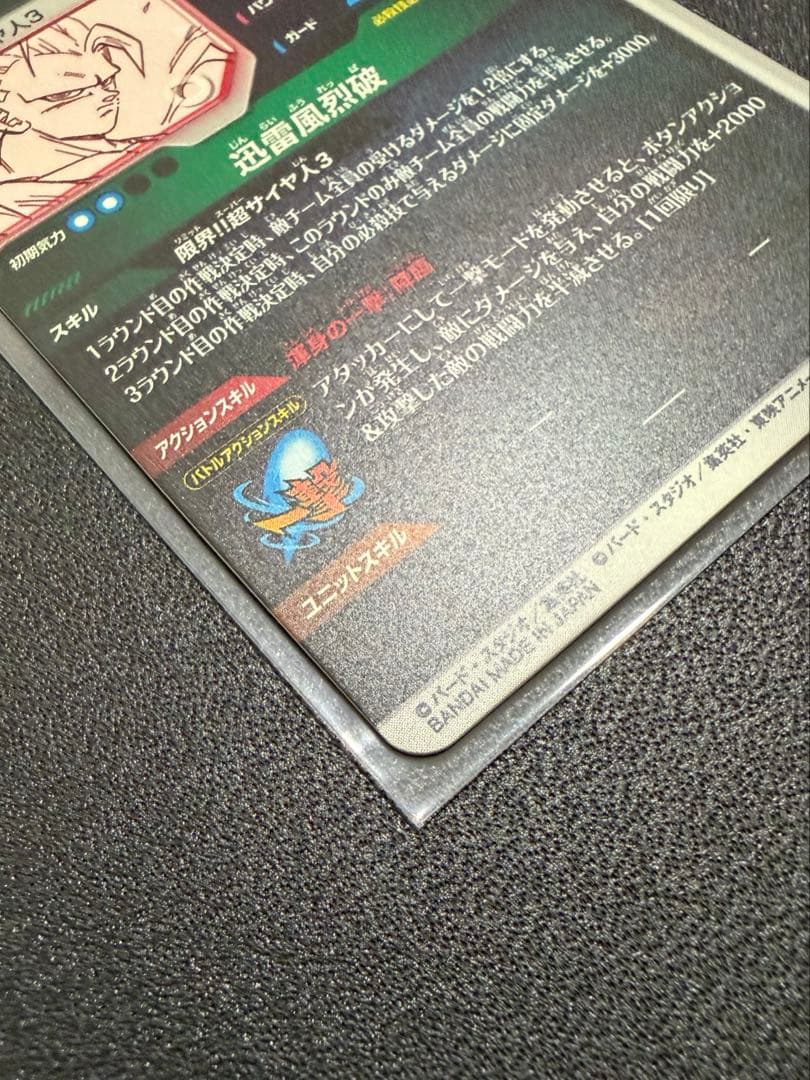 人3
ガード
初期気力
じん らい ふう れっ ぱ
迅雷風烈破
スキル
限界!!超サイヤ人3
1ラウンド目の作戦決定時、敵チーム全員の受けるダメージを1.2倍にする。
2ラウンド目の作戦決定時、このラウンドのみ敵チーム全員の戦闘力を半減させる。
3ラウンド目の作戦決定時、自分の必殺技で与えるダメージに固定ダメージを+3000。
アクションスキル
渾身の一撃:
バトルアクションスキル
一撃
アタッカーにして一撃モードを発動させると、ボタンアクショ
ンが発生し、敵にダメージを与え、自分の戦闘力を+2000
&攻撃した敵の戦闘力を半減させる。[1回限り]
ユニットスキル
©バード・スタジオ/集英社 ©バード・スタジオ/集英社・東映アニメ
BANDAI MADE IN JAPAN